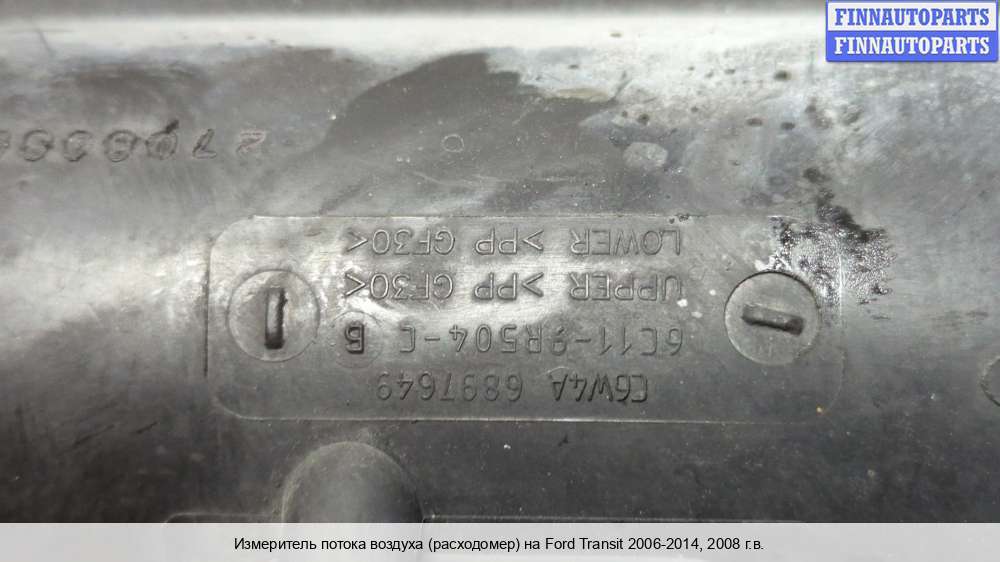 FINNAUTOPARTS
FINNAUTOPARTS
C6W4A 6897649
6C11-9R504-C B
UPPER >PP GF30<
LOWER >PP GF30<
Измеритель потока воздуха (расходомер) на Ford Transit 2006-2014, 2008 г.в.